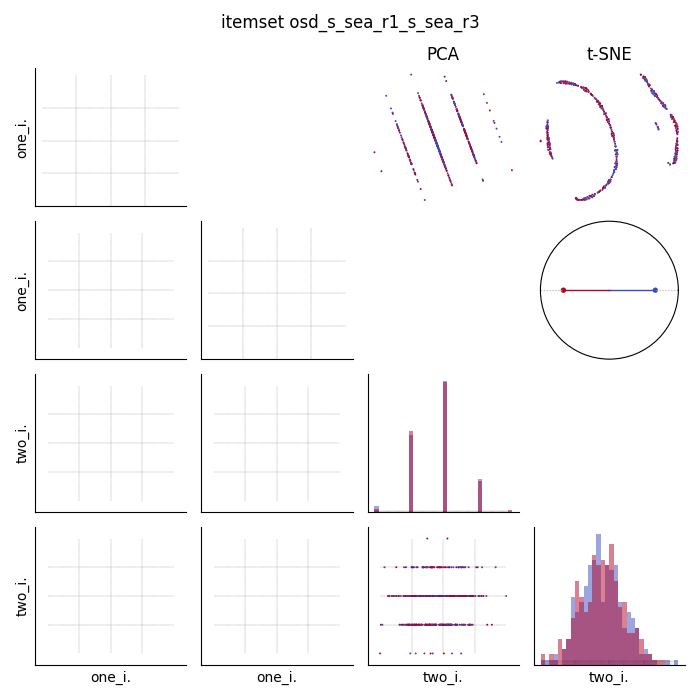 itemset osd_s_sea_r1_s_sea_r3
PCA
t-SNE
one_i.
one_i.
two_i.
two_i.
one_i.
one_i.
two_i.
two_i.